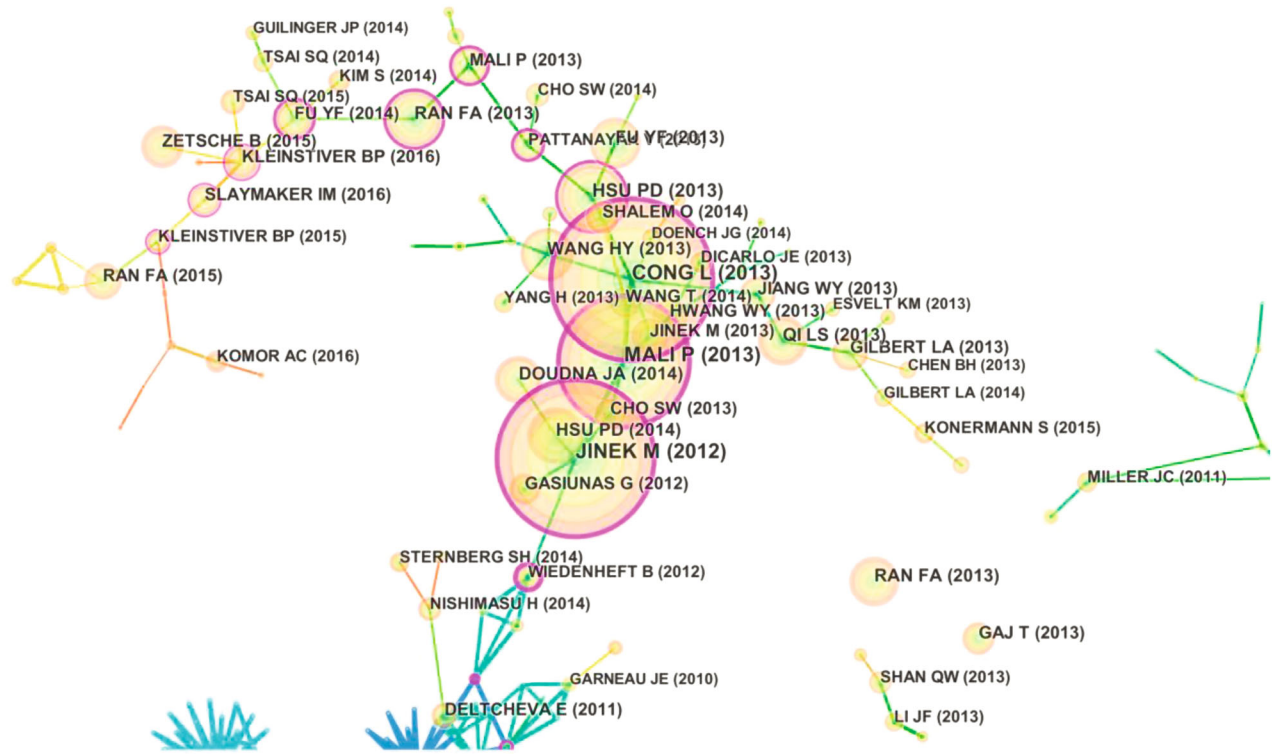 GUILINGER JP (2014)
TSAI SQ (2014)
MALI P (2013)
KIM S (2014)
CHO SW (2014)
TSAI SQ (2015)
FU YF (2014)
RAN FA (2013)
ZETSCHE B (2015)
FU YF (2013)
KLEINSTIVER BP (2016)
SLAYMAKER IM (2016)
HSU PD (2013)
SHALEM O (2014)
DOENCH JG (2014)
KLEINSTIVER BP (2015)
WANG HY (2013)
DICARLO JE (2013)
RAN FA (2015)
CONG L (2013)
JIANG WY (2013)
YANG H (2013)
WANG T (2014)
ESVELT KM (2013)
HWANG WY (2013)
JINEK M (2013)
QI LS (2013)
KOMOR AC (2016)
MALI P (2013)
GILBERT LA (2013)
CHEN BH (2013)
DOUDNA JA (2014)
GILBERT LA (2014)
CHO SW (2013)
HSU PD (2014)
KONERMANN S (2015)
JINEK M (2012)
GASIUNAS G (2012)
MILLER JC (2011)
STERNBERG SH (2014)
WIEDENHEFT B (2012)
RAN FA (2013)
NISHIMASU H (2014)
GAJ T (2013)
GARNEAU JE (2010)
SHAN QW (2013)
DELTCHEVA E (2011)
LI JF (2013)